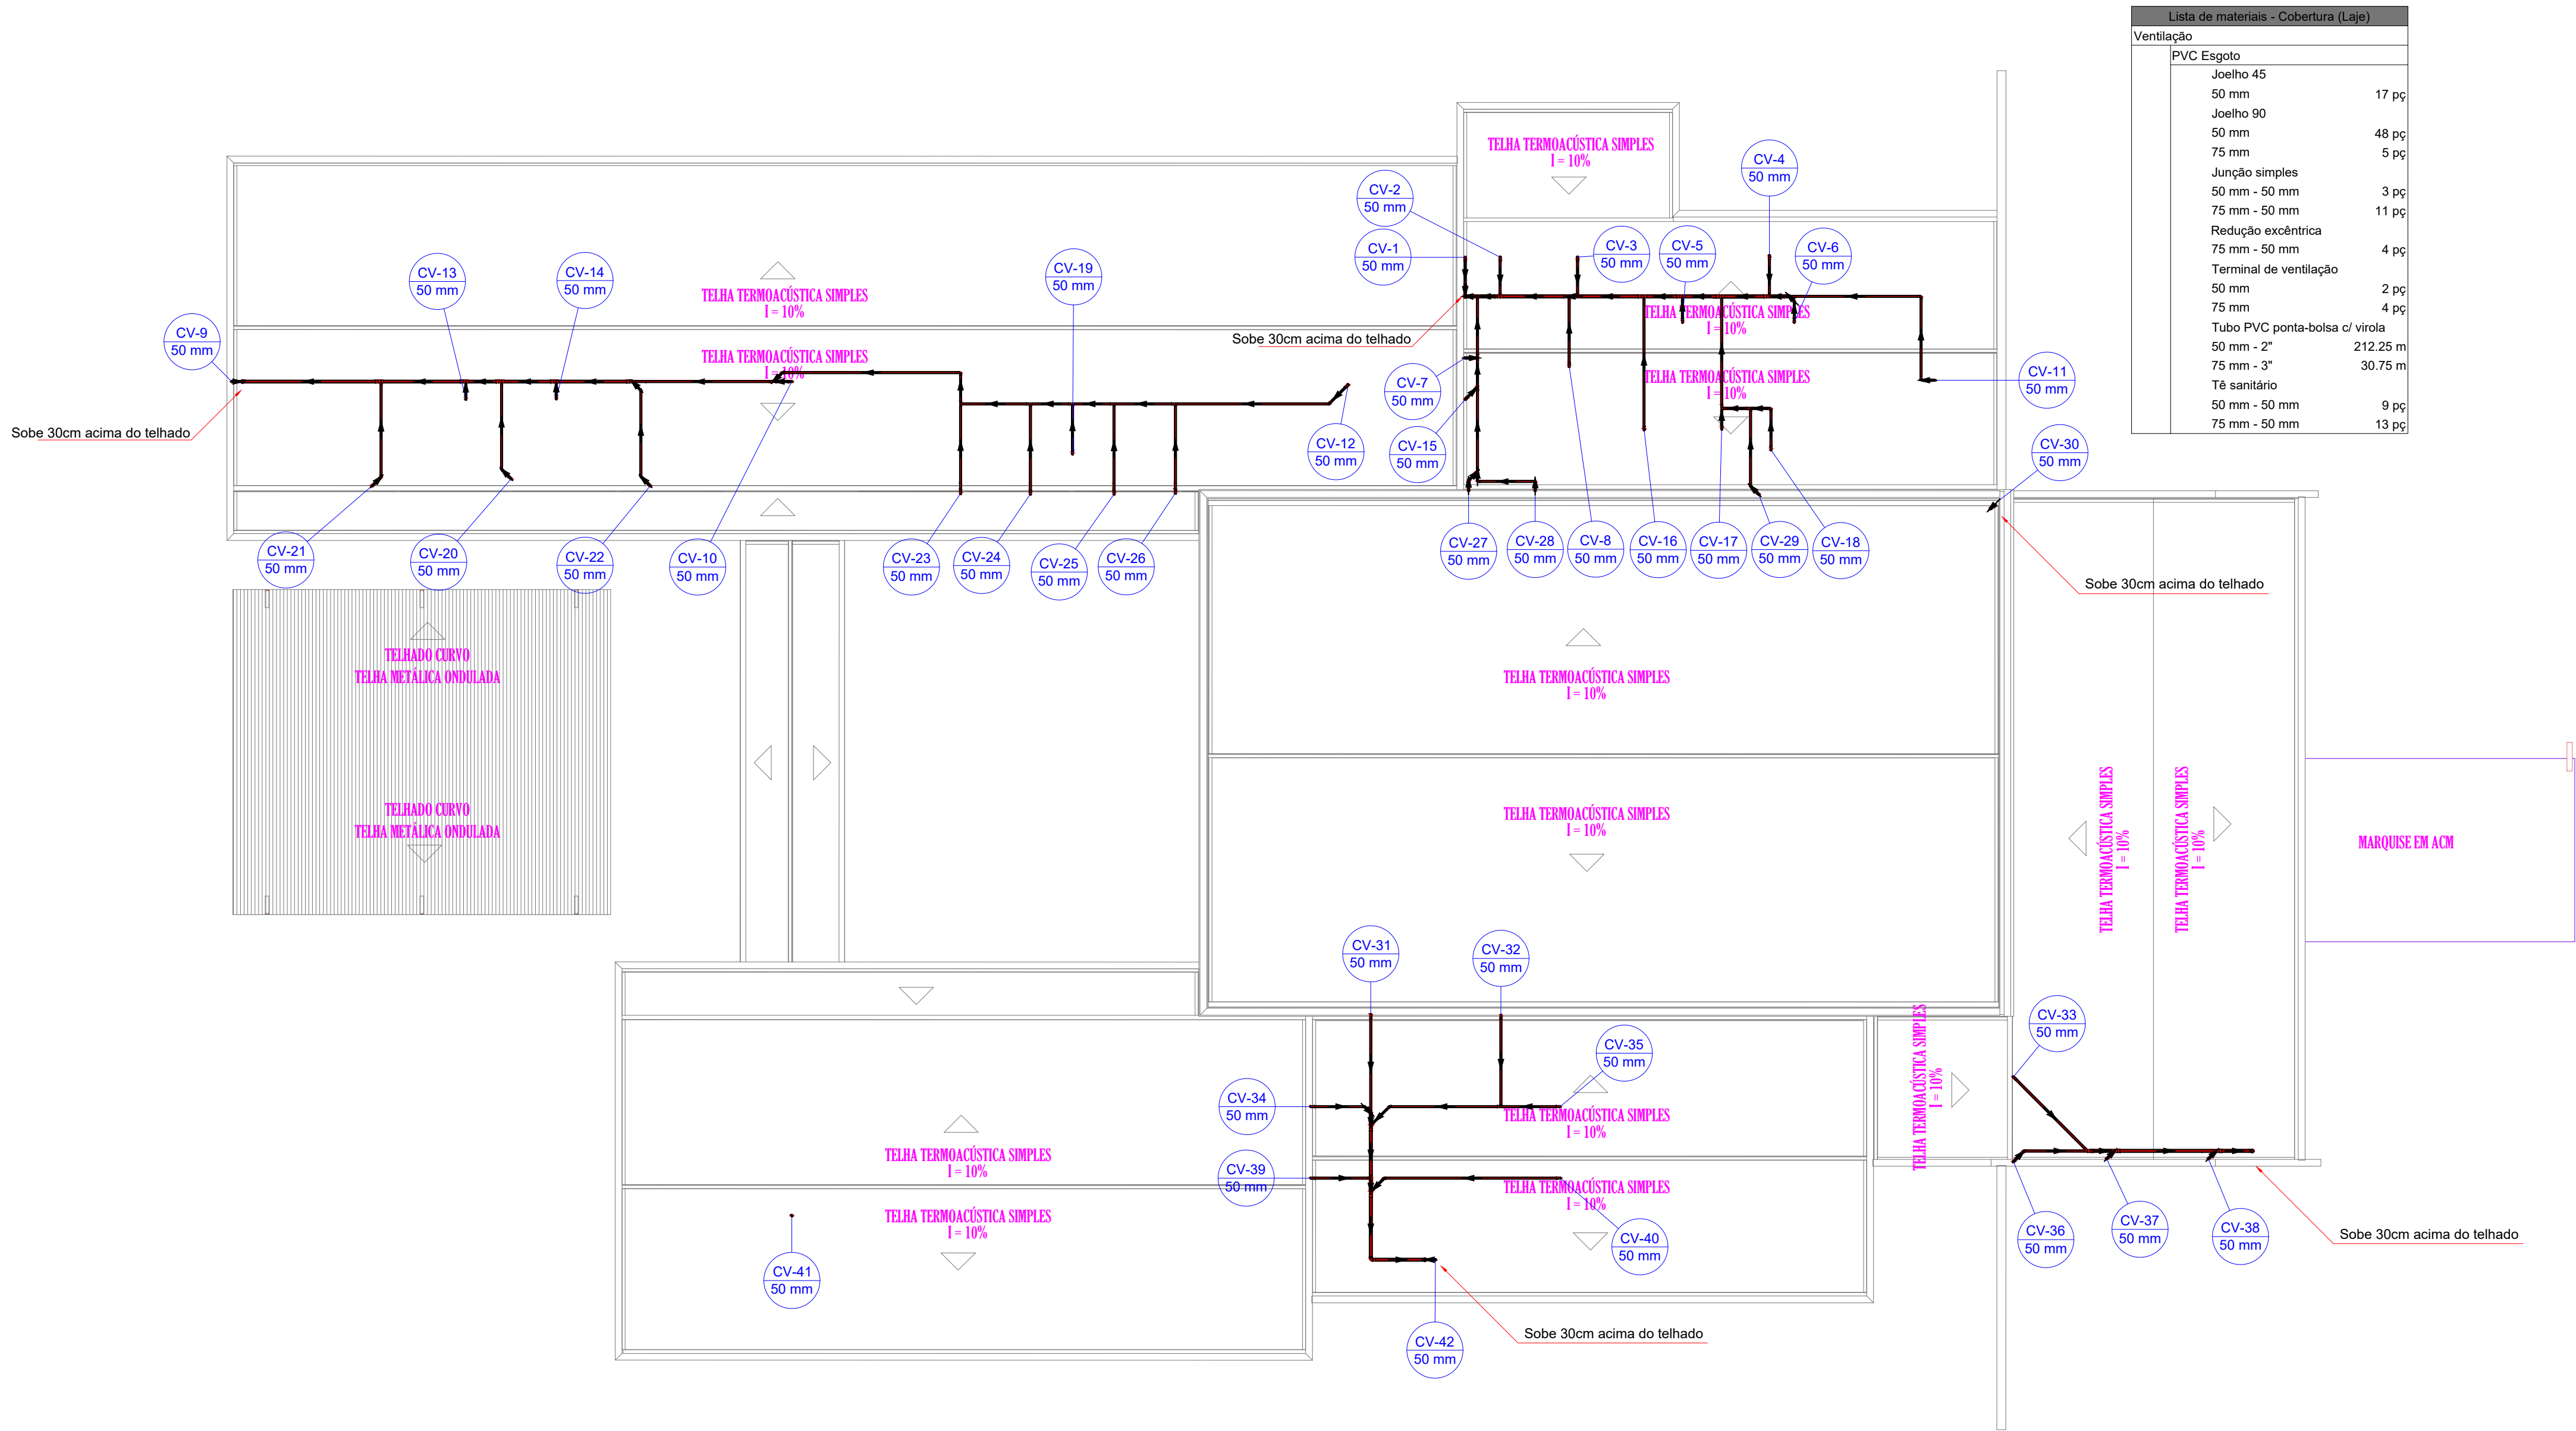 Lista de materiais - Cobertura (Laje)
Ventilação
PVC Esgoto
Joelho 45
50 mm 17 pç
Joelho 90
50 mm 48 pç
75 mm 5 pç
Junção simples
50 mm - 50 mm 3 pç
75 mm - 50 mm 11 pç
Redução excêntrica
75 mm - 50 mm 4 pç
Terminal de ventilação
50 mm 2 pç
75 mm 4 pç
Tubo PVC ponta-bolsa c/ virola
50 mm - 2" 212.25 m
75 mm - 3" 30.75 m
Tê sanitário
50 mm - 50 mm 9 pç
75 mm - 50 mm 13 pç
TELHA TERMOACÚSTICA SIMPLES
I = 10%
CV-4
50 mm
CV-2
50 mm
CV-1
50 mm
CV-3
50 mm
CV-5
50 mm
CV-6
50 mm
CV-13
50 mm
CV-14
50 mm
CV-19
50 mm
TELHA TERMOACÚSTICA SIMPLES
I = 10%
TELHA TERMOACÚSTICA SIMPLES
I = 10%
CV-9
50 mm
Sobe 30cm acima do telhado
TELHA TERMOACÚSTICA SIMPLES
I = 10%
TELHA TERMOACÚSTICA SIMPLES
I = 10%
CV-7
50 mm
CV-11
50 mm
Sobe 30cm acima do telhado
CV-12
50 mm
CV-15
50 mm
CV-30
50 mm
CV-21
50 mm
CV-20
50 mm
CV-22
50 mm
CV-10
50 mm
CV-23
50 mm
CV-24
50 mm
CV-25
50 mm
CV-26
50 mm
CV-27
50 mm
CV-28
50 mm
CV-8
50 mm
CV-16
50 mm
CV-17
50 mm
CV-29
50 mm
CV-18
50 mm
Sobe 30cm acima do telhado
TELHADO CURVO
TELHA METÁLICA ONDULADA
TELHA TERMOACÚSTICA SIMPLES
I = 10%
TELHADO CURVO
TELHA METÁLICA ONDULADA
TELHA TERMOACÚSTICA SIMPLES
I = 10%
TELHA TERMOACÚSTICA SIMPLES
I = 10%
TELHA TERMOACÚSTICA SIMPLES
I = 10%
MARQUISE EM ACM
CV-31
50 mm
CV-32
50 mm
CV-33
50 mm
CV-35
50 mm
CV-34
50 mm
TELHA TERMOACÚSTICA SIMPLES
I = 10%
TELHA TERMOACÚSTICA SIMPLES
I = 10%
TELHA TERMOACÚSTICA SIMPLES
I = 10%
CV-39
50 mm
TELHA TERMOACÚSTICA SIMPLES
I = 10%
TELHA TERMOACÚSTICA SIMPLES
I = 10%
CV-40
50 mm
CV-36
50 mm
CV-37
50 mm
CV-38
50 mm
Sobe 30cm acima do telhado
CV-41
50 mm
Sobe 30cm acima do telhado
CV-42
50 mm